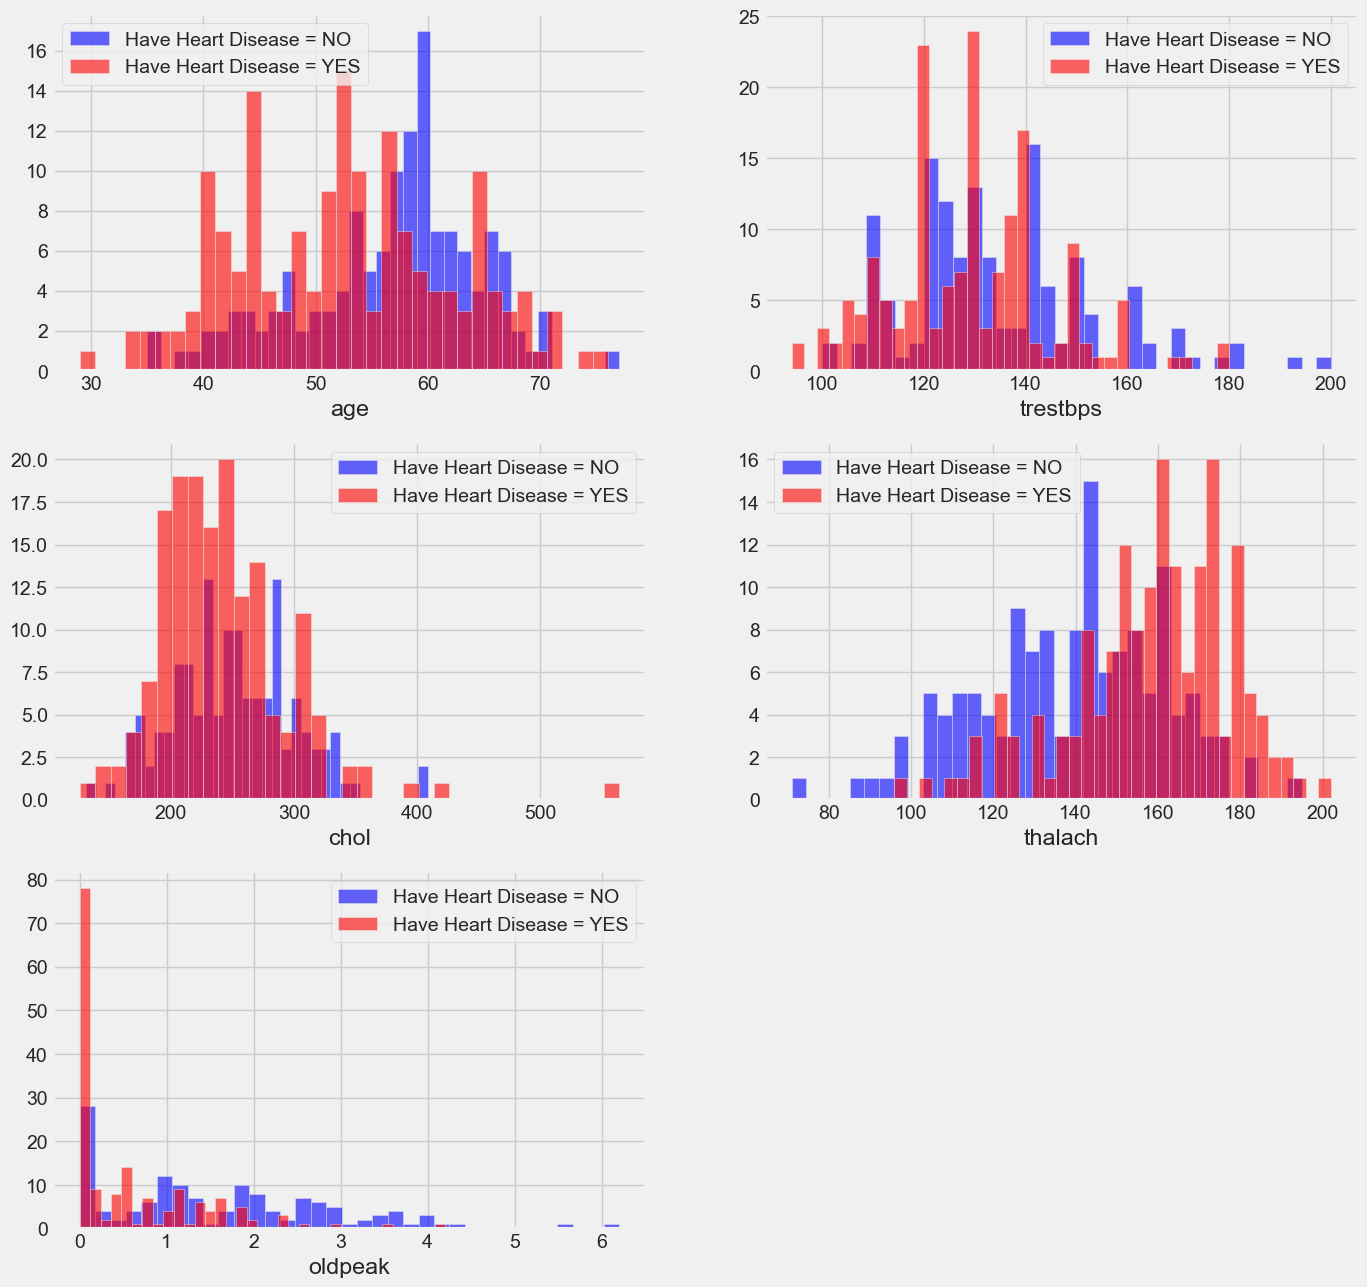 Have Heart Disease = NO
Have Heart Disease = YES
16
14
12
10
8
6
4
2
0
30 40 50 60 70
age
Have Heart Disease = NO
Have Heart Disease = YES
25
20
15
10
5
0
100 120 140 160 180 200
trestbps
Have Heart Disease = NO
Have Heart Disease = YES
20.0
17.5
15.0
12.5
10.0
7.5
5.0
2.5
0.0
200 300 400 500
chol
Have Heart Disease = NO
Have Heart Disease = YES
16
14
12
10
8
6
4
2
0
80 100 120 140 160 180 200
thalach
Have Heart Disease = NO
Have Heart Disease = YES
80
70
60
50
40
30
20
10
0
0 1 2 3 4 5 6
oldpeak